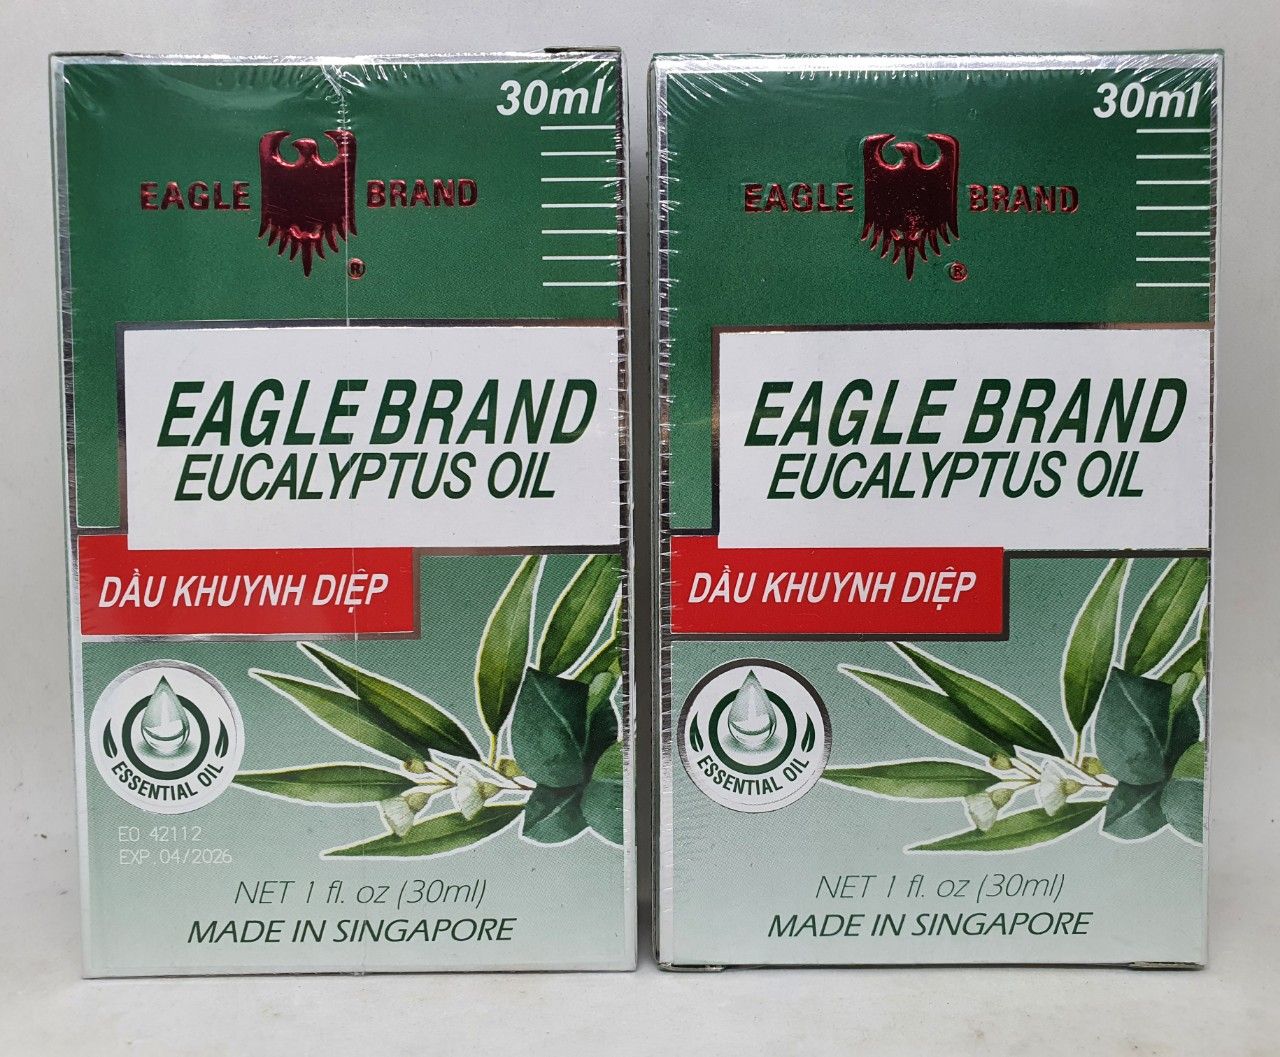 30ml
EAGLE BRAND
®
EAGLE BRAND
EUCALYPTUS OIL
DẦU KHUYNH DIỆP
ESSENTIAL OIL
EO 42112
EXP. 04/2026
NET 1 fl. oz (30ml)
MADE IN SINGAPORE
30ml
EAGLE BRAND
®
EAGLE BRAND
EUCALYPTUS OIL
DẦU KHUYNH DIỆP
ESSENTIAL OIL
NET 1 fl. oz (30ml)
MADE IN SINGAPORE